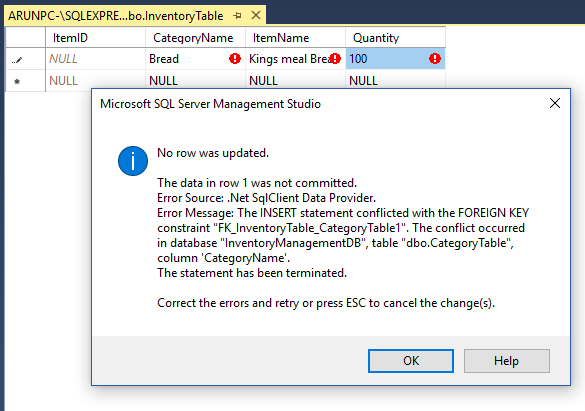 ARUNPC-\SQLEXPRE...bo.InventoryTable
ItemID CategoryName ItemName Quantity
NULL Bread Kings meal Brea 100
NULL NULL NULL NULL
Microsoft SQL Server Management Studio
No row was updated.
The data in row 1 was not committed.
Error Source: .Net SqlClient Data Provider.
Error Message: The INSERT statement conflicted with the FOREIGN KEY
constraint "FK_InventoryTable_CategoryTable1". The conflict occurred
in database "InventoryManagementDB", table "dbo.CategoryTable",
column 'CategoryName'.
The statement has been terminated.
Correct the errors and retry or press ESC to cancel the change(s).
OK Help